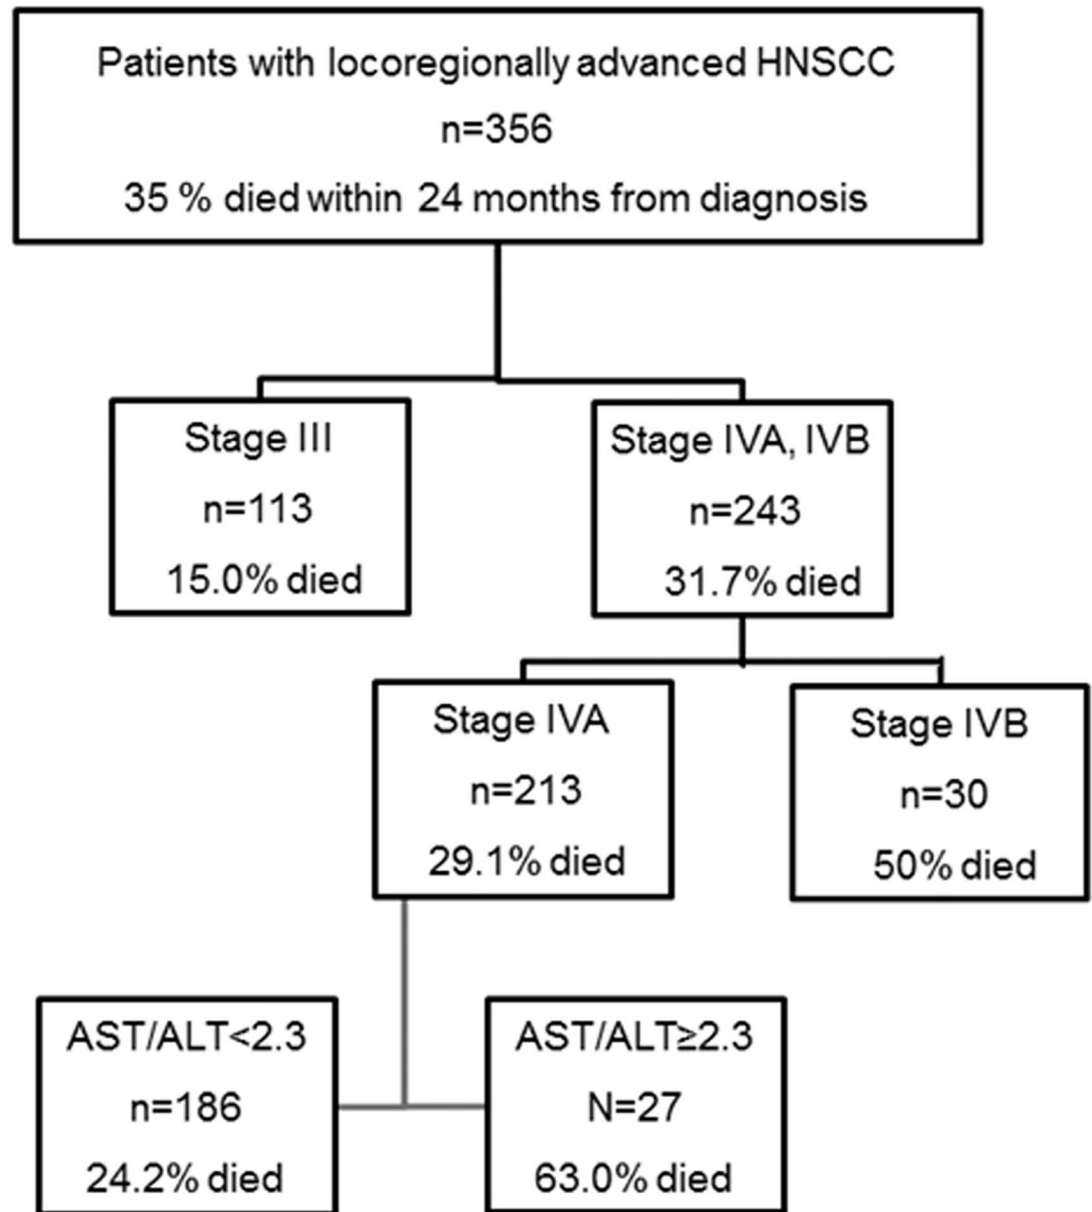 Patients with locoregionally advanced HNSCC
n=356
35 % died within 24 months from diagnosis
Stage III
n=113
15.0% died
Stage IVA, IVB
n=243
31.7% died
Stage IVA
n=213
29.1% died
Stage IVB
n=30
50% died
AST/ALT<2.3
n=186
24.2% died
AST/ALT≥2.3
N=27
63.0% died